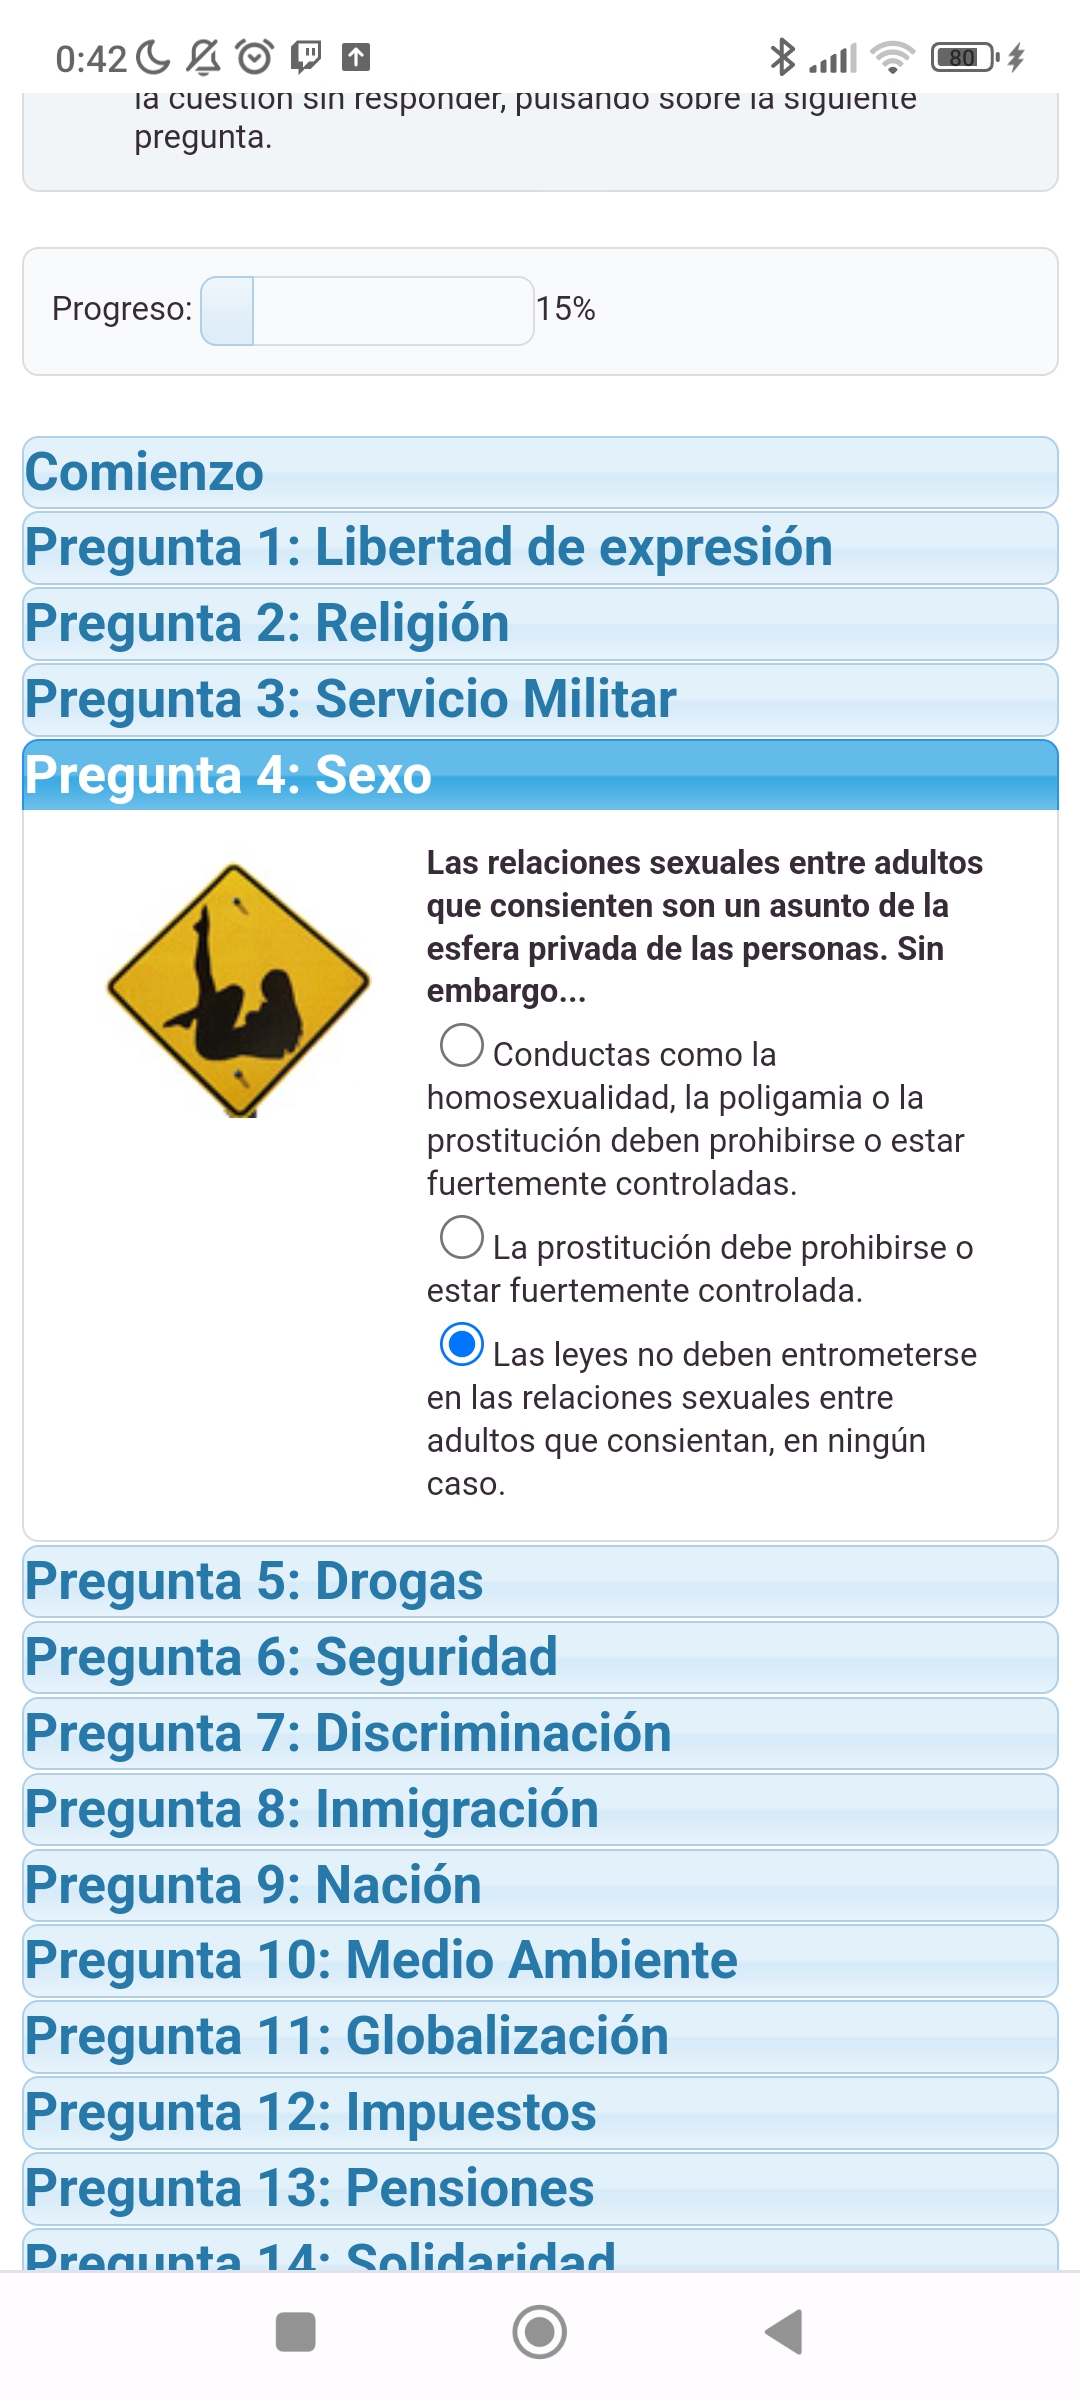 0:42
80
la cuestión sin responder, pulsando sobre la siguiente
pregunta.
Progreso: 15%
Comienzo
Pregunta 1: Libertad de expresión
Pregunta 2: Religión
Pregunta 3: Servicio Militar
Pregunta 4: Sexo
Las relaciones sexuales entre adultos
que consienten son un asunto de la
esfera privada de las personas. Sin
embargo...
Conductas como la
homosexualidad, la poligamia o la
prostitución deben prohibirse o estar
fuertemente controladas.
La prostitución debe prohibirse o
estar fuertemente controlada.
Las leyes no deben entrometerse
en las relaciones sexuales entre
adultos que consientan, en ningún
caso.
Pregunta 5: Drogas
Pregunta 6: Seguridad
Pregunta 7: Discriminación
Pregunta 8: Inmigración
Pregunta 9: Nación
Pregunta 10: Medio Ambiente
Pregunta 11: Globalización
Pregunta 12: Impuestos
Pregunta 13: Pensiones
Pregunta 14: Solidaridad